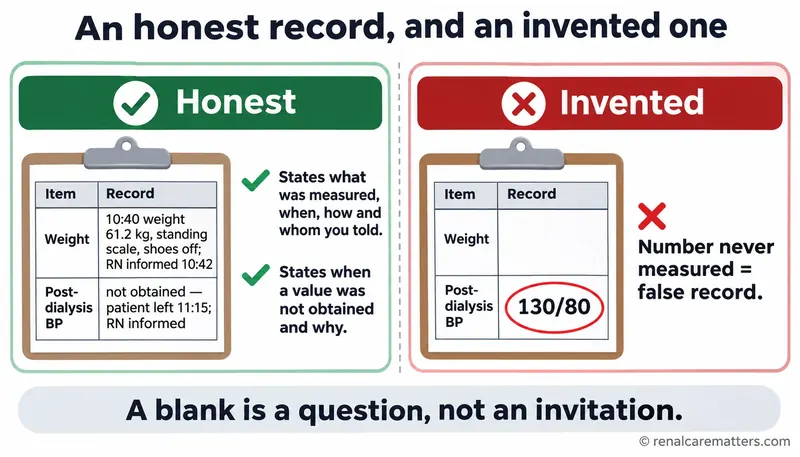 An honest record, and an invented one
Honest
Item Record
Weight
10:40 weight
61.2 kg, standing
scale, shoes off;
RN informed 10:42
Post-
dialysis
BP
not obtained —
patient left 11:15;
RN informed
States what
was measured,
when, how and
whom you told.
States when
a value was
not obtained
and why.
Invented
Item Record
Weight
Post-
dialysis
BP
130/80
Number never
measured =
false record.
A blank is a question, not an invitation.
© renalcarematters.com